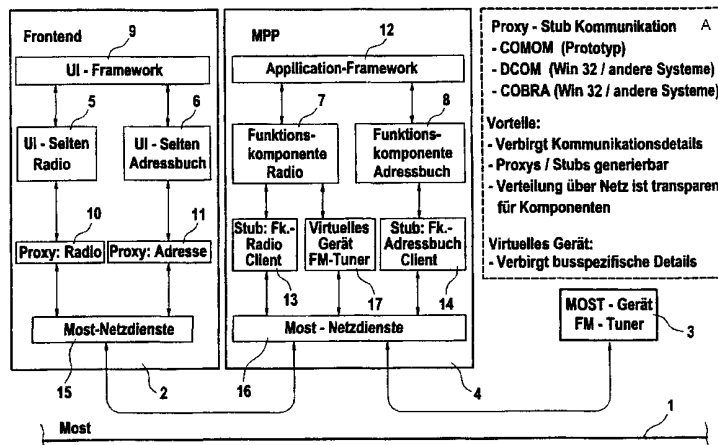 Frontend
9
UI - Framework
5
6
UI - Seiten
Radio
UI - Seiten
Adressbuch
10
11
Proxy: Radio
Proxy: Adresse
Most-Netzdienste
15
2
MPP
12
Appllication-Framework
7
8
Funktions-
komponente
Radio
Funktions-
komponente
Adressbuch
Stub: Fk.-
Radio
Client
Virtuelles
Gerät
FM-Tuner
Stub: Fk.-
Adressbuch
Client
13
17
14
Most - Netzdienste
16
4
Proxy - Stub Kommunikation
A
- COMOM (Prototyp)
- DCOM (Win 32 / andere Systeme)
- COBRA (Win 32 / andere Systeme)
Vorteile:
- Verbirgt Kommunikationsdetails
- Proxys / Stubs generierbar
- Verteilung über Netz ist transparent
für Komponenten
Virtuelles Gerät:
- Verbirgt busspezifische Details
MOST - Gerät
FM - Tuner
3
Most
1